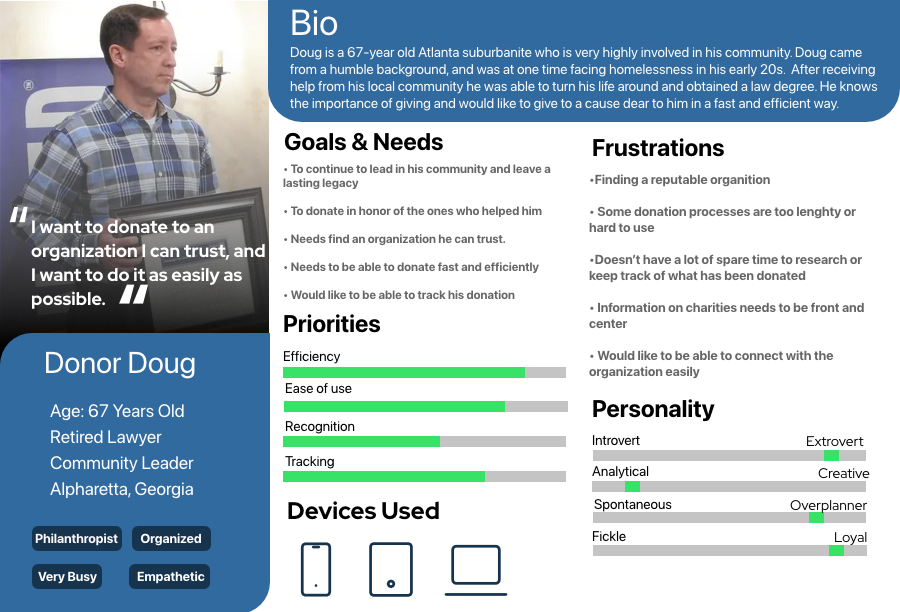 Bio
Doug is a 67-year old Atlanta suburbanite who is very highly involved in his community. Doug came
from a humble background, and was at one time facing homelessness in his early 20s. After receiving
help from his local community he was able to turn his life around and obtained a law degree. He knows
the importance of giving and would like to give to a cause dear to him in a fast and efficient way.
®
“ I want to donate to an
organization I can trust, and
I want to do it as easily as
possible. “
Donor Doug
Age: 67 Years Old
Retired Lawyer
Community Leader
Alpharetta, Georgia
Philanthropist
Organized
Very Busy
Empathetic
Goals & Needs
• To continue to lead in his community and leave a
lasting legacy
• To donate in honor of the ones who helped him
• Needs find an organization he can trust.
• Needs to be able to donate fast and efficiently
• Would like to be able to track his donation
Priorities
Efficiency
Ease of use
Recognition
Tracking
Devices Used
Frustrations
•Finding a reputable organition
• Some donation processes are too lenghty or
hard to use
•Doesn’t have a lot of spare time to research or
keep track of what has been donated
• Information on charities needs to be front and
center
• Would like to be able to connect with the
organization easily
Personality
Introvert Extrovert
Analytical Creative
Spontaneous Overplanner
Fickle Loyal